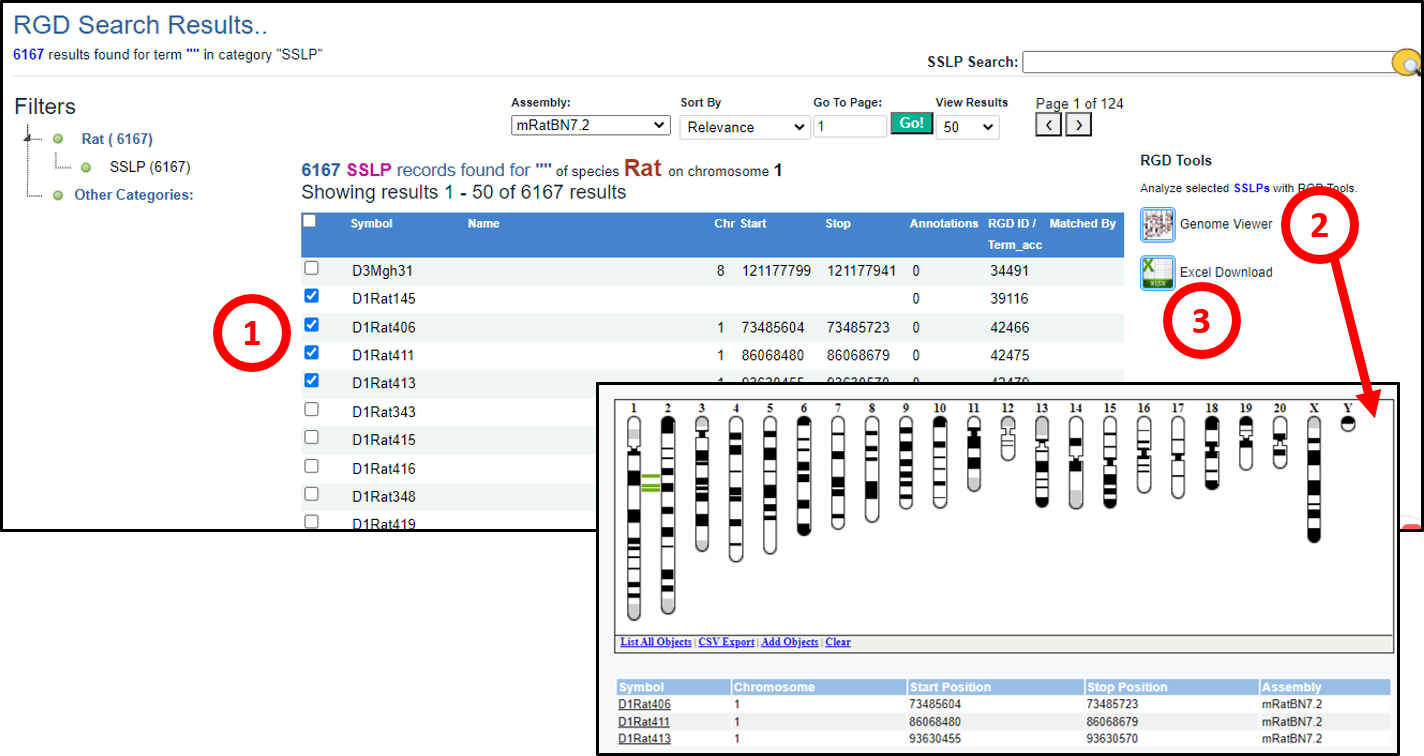 RGD Search Results..
6167 results found for term "" in category "SSLP"
SSLP Search:
Filters
Rat ( 6167)
SSLP (6167)
Other Categories:
Assembly: Sort By Go To Page: View Results Page 1 of 124
mRatBN7.2 Relevance 1 Go! 50 < >
6167 SSLP records found for "" of species Rat on chromosome 1
Showing results 1 - 50 of 6167 results
RGD Tools
Analyze selected SSLPs with RGD Tools.
Genome Viewer
Excel Download
XLSX
Symbol Name Chr Start Stop Annotations RGD ID / Matched By
Term_acc
D3Mgh31 8 121177799 121177941 0 34491
D1Rat145 0 39116
D1Rat406 1 73485604 73485723 0 42466
D1Rat411 1 86068480 86068679 0 42475
D1Rat413 1 93630455 93630570 0 42479
D1Rat343
D1Rat415
D1Rat416
D1Rat348
D1Rat419
1
2
3
1 2 3 4 5 6 7 8 9 10 11 12 13 14 15 16 17 18 19 20 X Y
List All Objects | CSV Export | Add Objects | Clear
Symbol Chromosome Start Position Stop Position Assembly
D1Rat406 1 73485604 73485723 mRatBN7.2
D1Rat411 1 86068480 86068679 mRatBN7.2
D1Rat413 1 93630455 93630570 mRatBN7.2